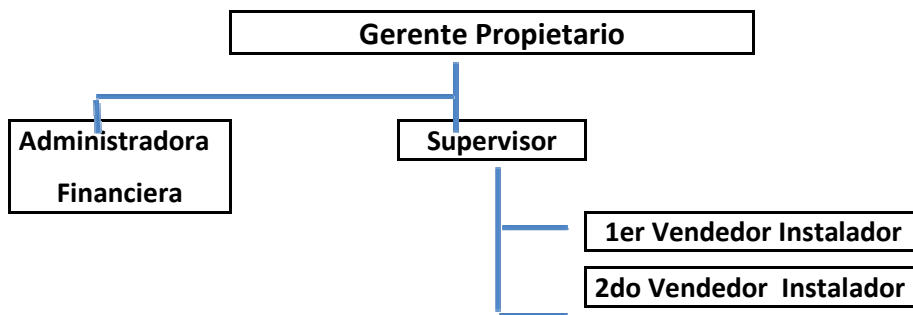 Gerente Propietario
Administradora
Financiera
Supervisor
1er Vendedor Instalador
2do Vendedor Instalador